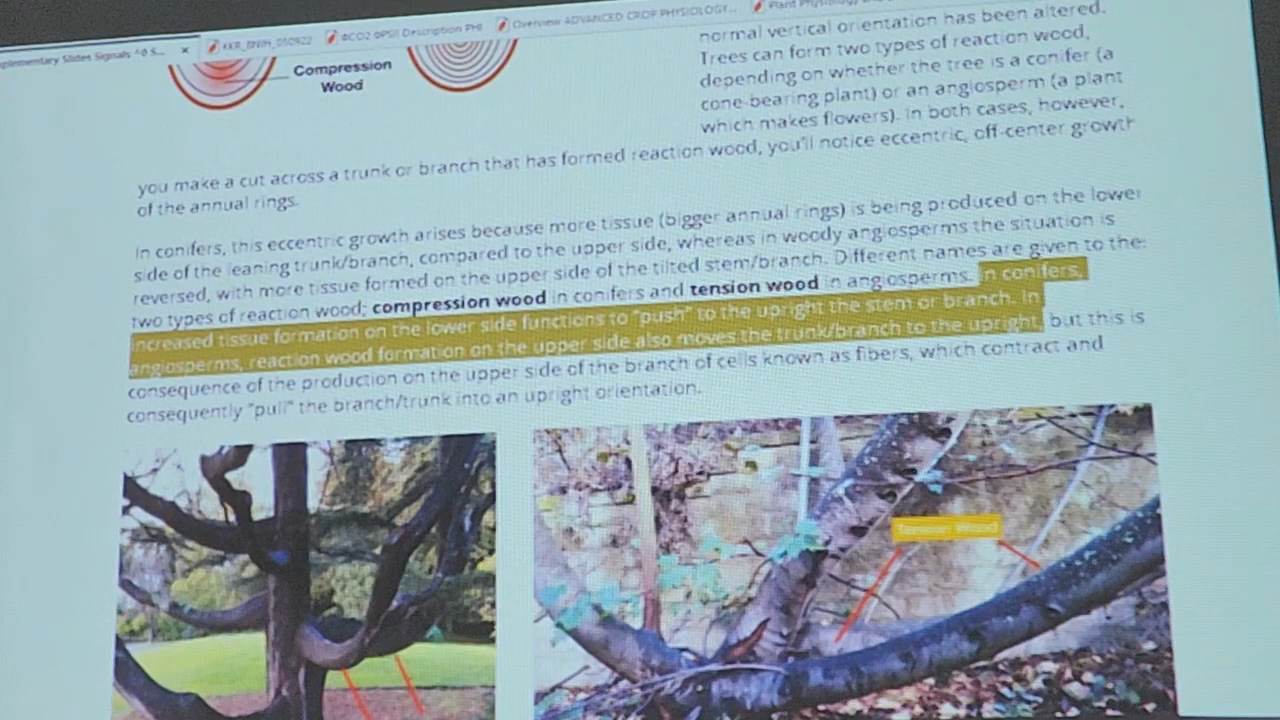 plementary Slides Signals ^0 S... ×
Overview ADVANCED CROP PHYSIOLOGY...
Compression
Wood
normal vertical orientation has been altered.
Trees can form two types of reaction wood,
(depending on whether the tree is a conifer (a
cone-bearing plant) or an angiosperm (a plant
which makes flowers). In both cases, however,
you make a cut across a trunk or branch that has formed reaction wood, you'll notice eccentric, off-center growth
of the annual rings.
In conifers, this eccentric growth arises because more tissue (bigger annual rings) is being produced on the lower
side of the leaning trunk/branch, compared to the upper side, whereas in woody angiosperms the situation is
reversed, with more tissue formed on the upper side of the tilted stem/branch. Different names are given to the
two types of reaction wood; compression wood in conifers and tension wood in angiosperms. In conifers,
increased tissue formation on the lower side functions to "push" to the upright the stem or branch. In
angiosperms, reaction wood formation on the upper side also moves the trunk/branch to the upright, but this is
consequence of the production on the upper side of the branch of cells known as fibers, which contract and
consequently "pull" the branch/trunk into an upright orientation.
Tension Wood